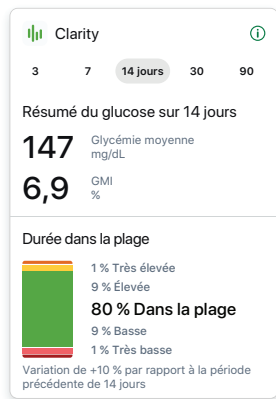 Clarity
3 7 14 jours 30 90
Résumé du glucose sur 14 jours
147 Glycémie moyenne
mg/dL
6,9 GMI
%
Durée dans la plage
1 % Très élevée
9 % Élevée
80 % Dans la plage
9 % Basse
1 % Très basse
Variation de +10 % par rapport à la période
précédente de 14 jours